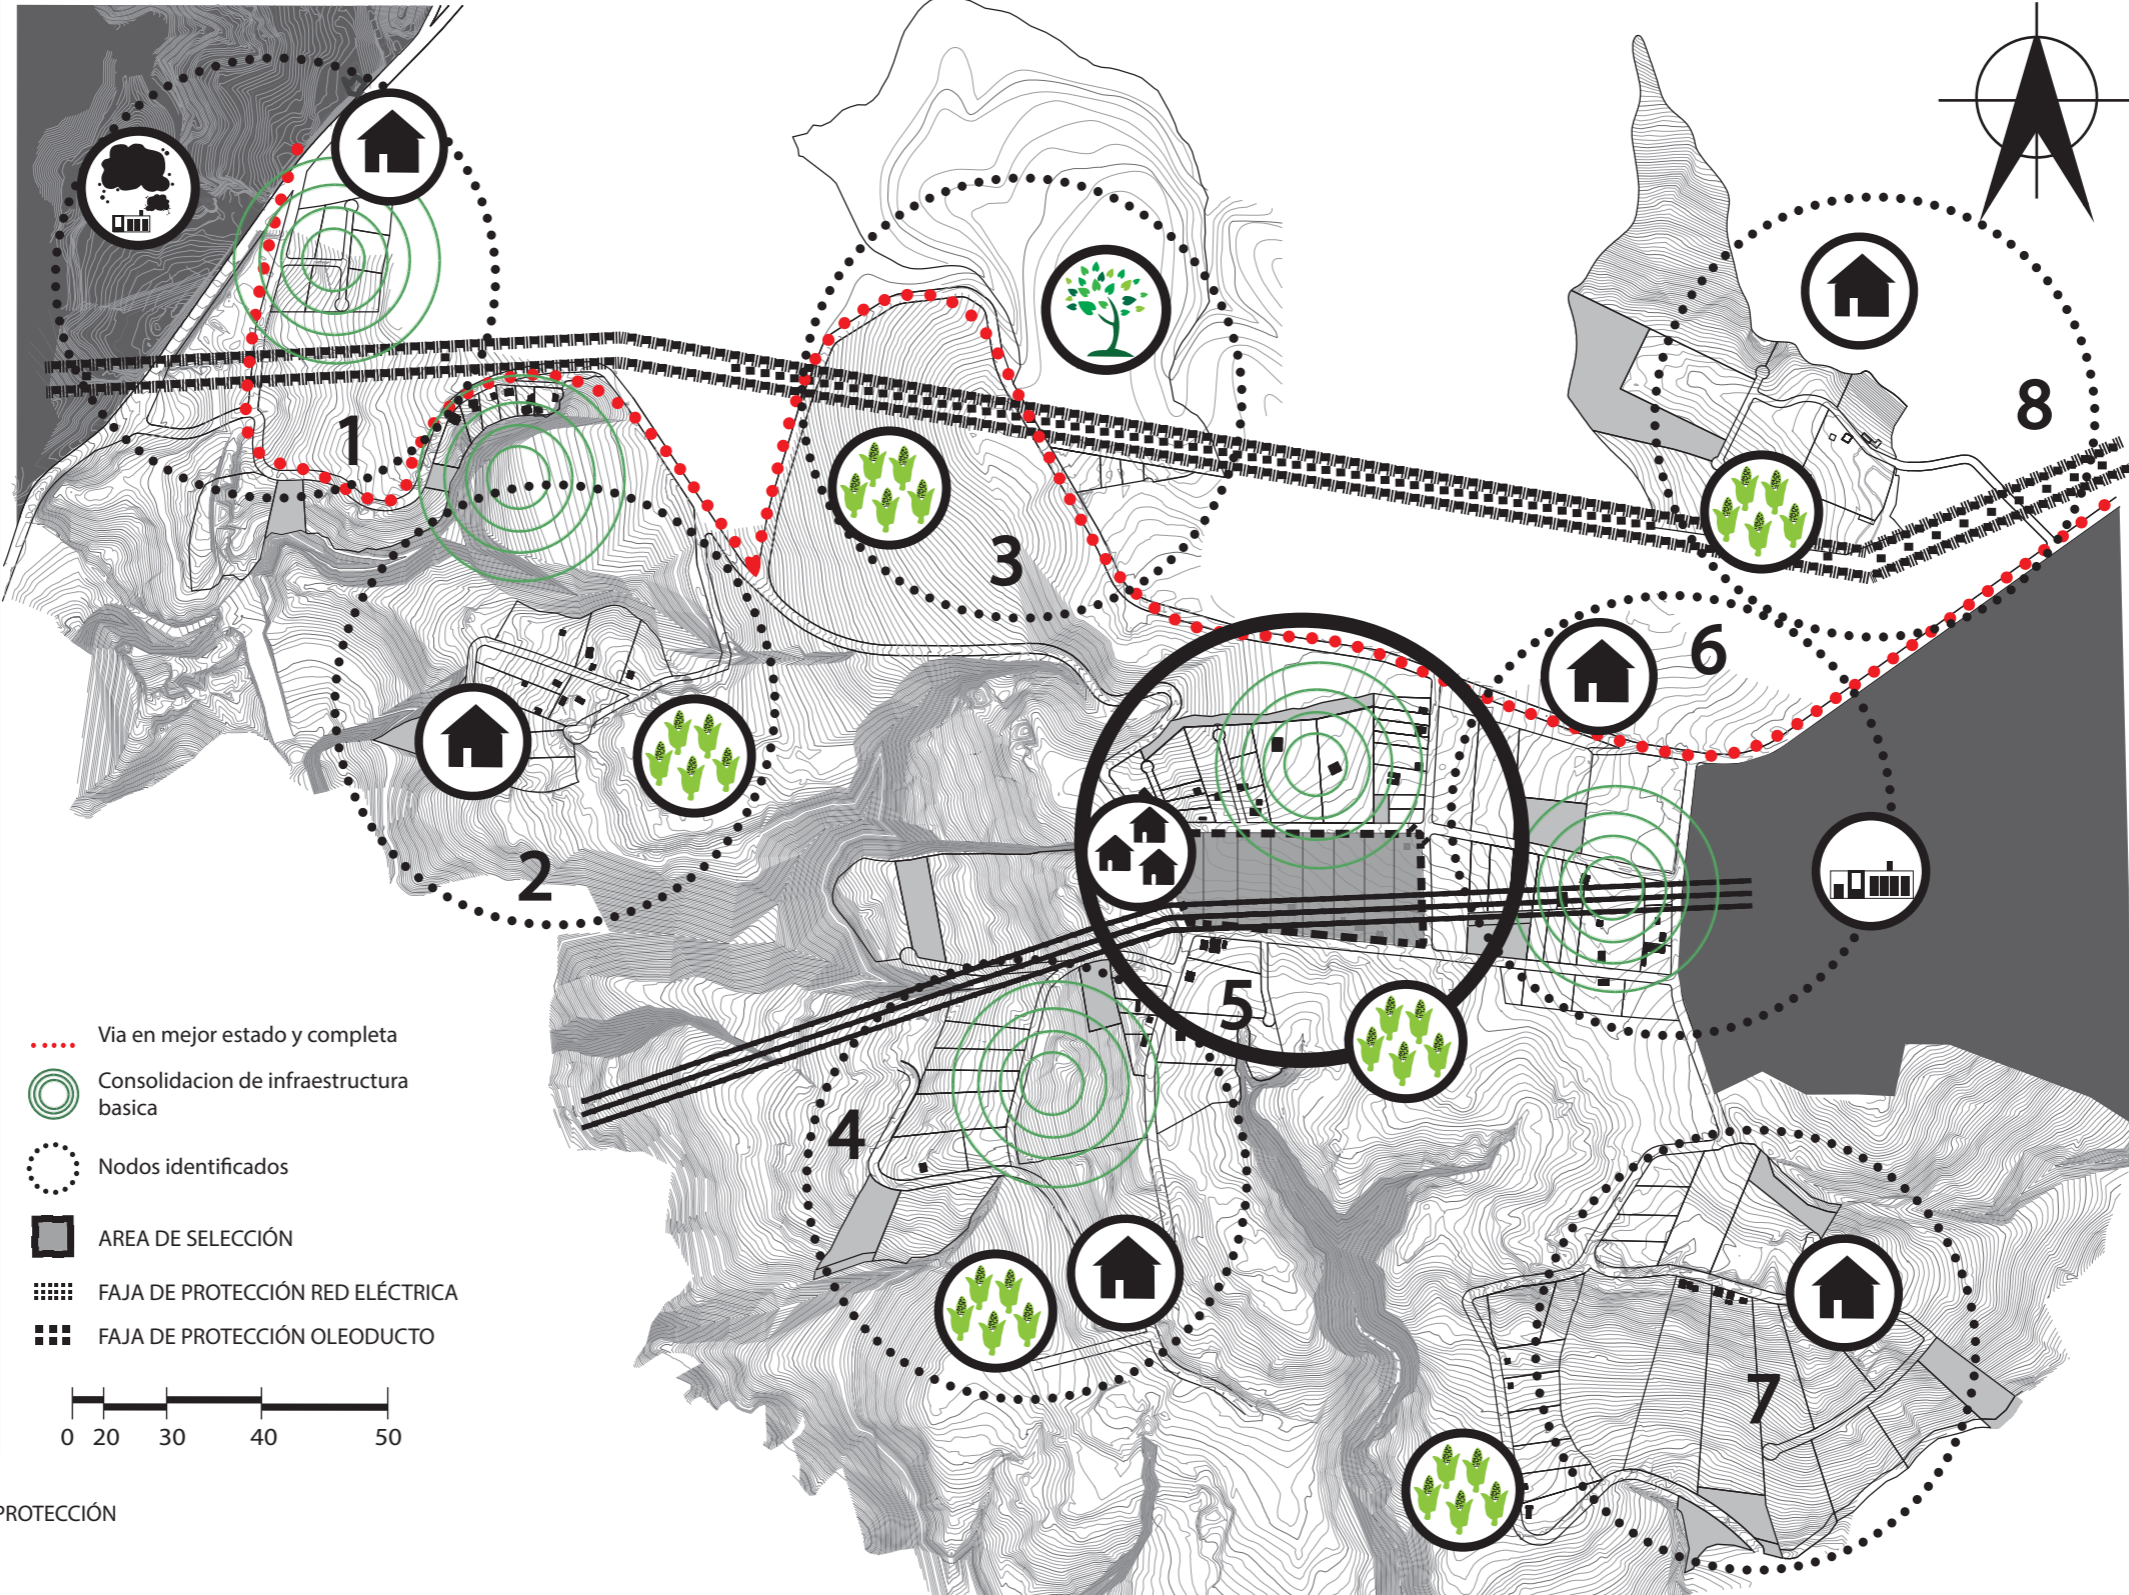 1
8
3
6
2
5
4
7
Via en mejor estado y completa
Consolidacion de infraestructura
basica
Nodos identificados
AREA DE SELECCIÓN
FAJA DE PROTECCIÓN RED ELÉCTRICA
FAJA DE PROTECCIÓN OLEODUCTO
0 20 30 40 50
PROTECCIÓN